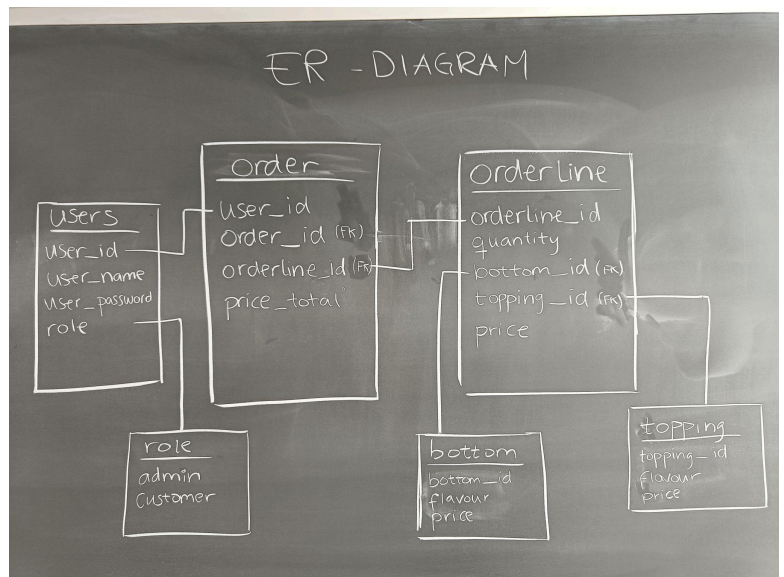 ER - DIAGRAM
users
user_id
user_name
user_password
role
order
user_id
order_id (FK)
orderline_id (FK)
price_total
orderLine
orderline_id
quantity
bottom_id (FK)
topping_id (FK)
price
role
admin
customer
bottom
bottom_id
flavour
price
topping
topping_id
flavour
price